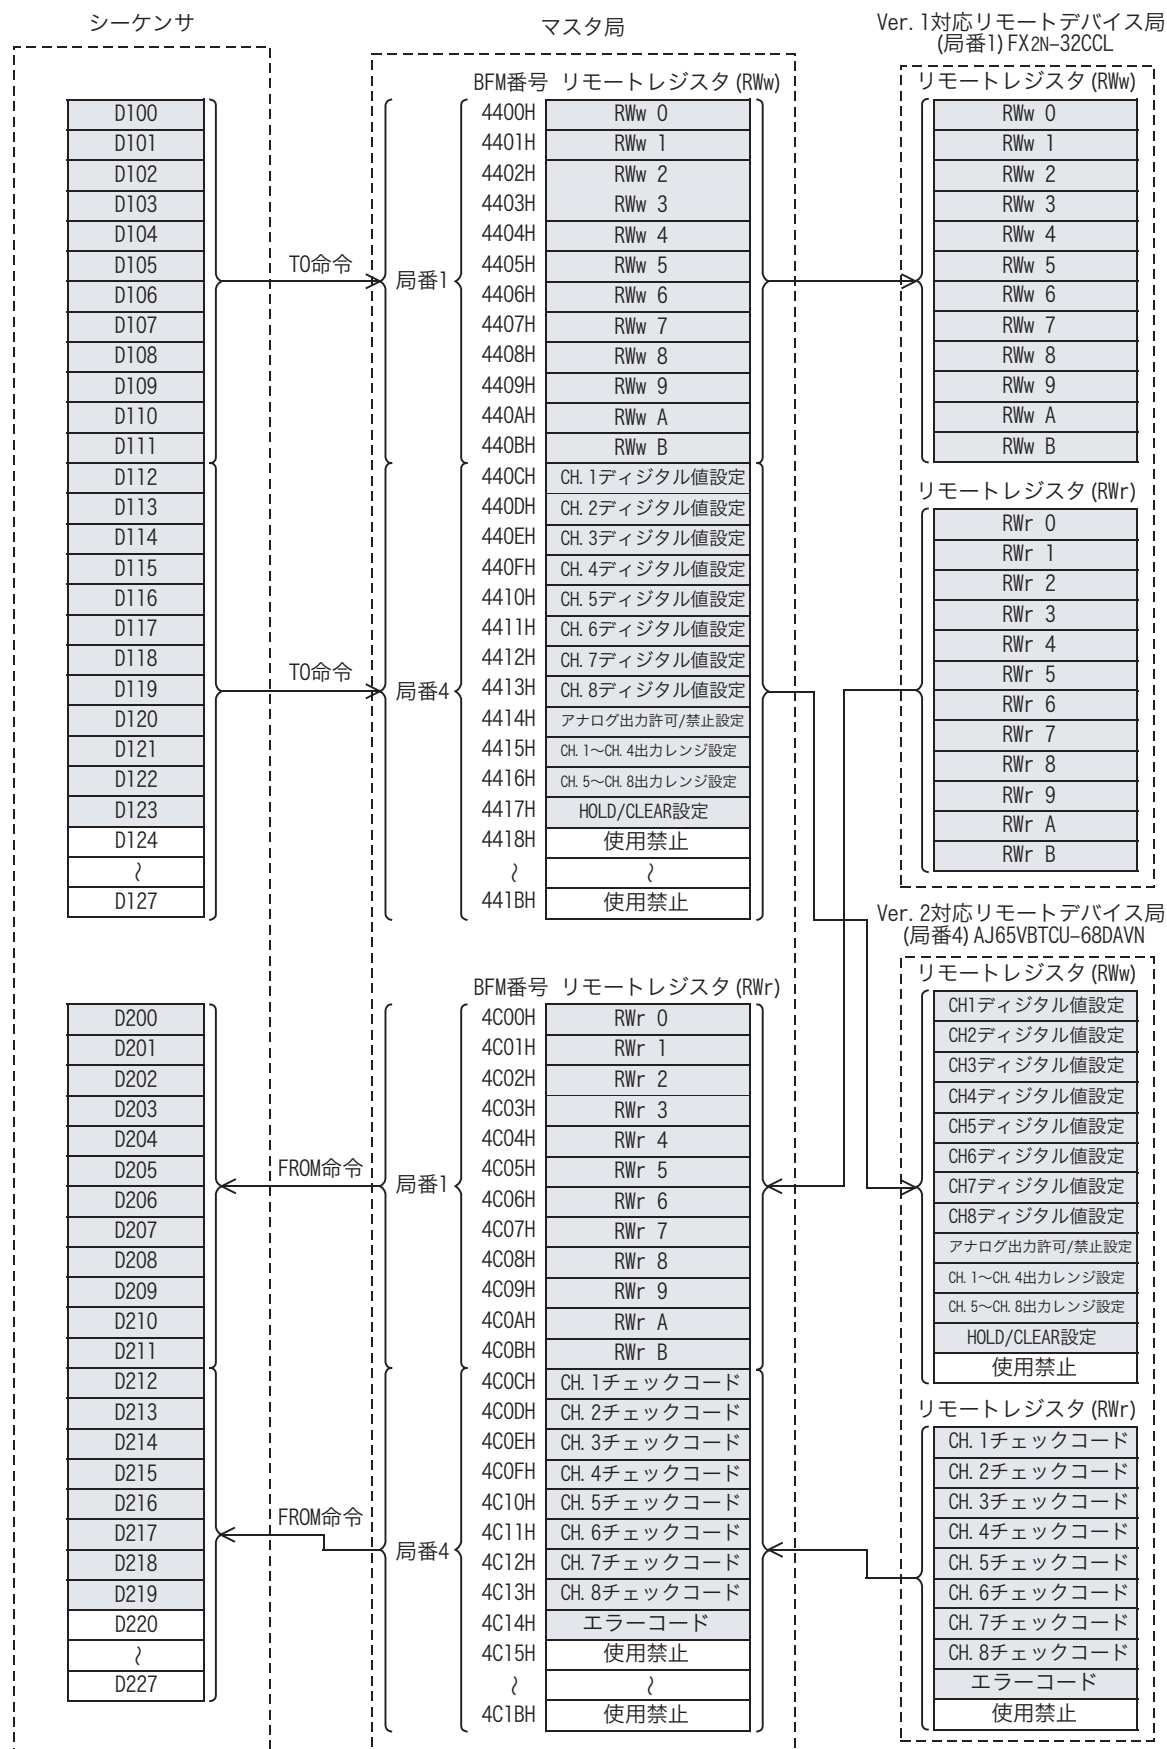 シーケンサ
マスタ局
Ver. 1対応リモートデバイス局
(局番1) FX2N-32CCL
BFM番号 リモートレジスタ (RWw)
リモートレジスタ (RWw)
D100 4400H RWw 0 RWw 0
D101 4401H RWw 1 RWw 1
D102 4402H RWw 2 RWw 2
D103 4403H RWw 3 RWw 3
D104 4404H RWw 4 RWw 4
D105 TO命令 局番1 4405H RWw 5 RWw 5
D106 4406H RWw 6 RWw 6
D107 4407H RWw 7 RWw 7
D108 4408H RWw 8 RWw 8
D109 4409H RWw 9 RWw 9
D110 440AH RWw A RWw A
D111 440BH RWw B RWw B
D112 440CH CH. 1ディジタル値設定
リモートレジスタ (RWr)
D113 440DH CH. 2ディジタル値設定 RWr 0
D114 440EH CH. 3ディジタル値設定 RWr 1
D115 440FH CH. 4ディジタル値設定 RWr 2
D116 4410H CH. 5ディジタル値設定 RWr 3
D117 4411H CH. 6ディジタル値設定 RWr 4
D118 4412H CH. 7ディジタル値設定 RWr 5
D119 TO命令 局番4 4413H CH. 8ディジタル値設定 RWr 6
D120 4414H アナログ出力許可/禁止設定 RWr 7
D121 4415H CH. 1～CH. 4出力レンジ設定 RWr 8
D122 4416H CH. 5～CH. 8出力レンジ設定 RWr 9
D123 4417H HOLD/CLEAR設定 RWr A
D124 4418H 使用禁止 RWr B
～ ～ ～
D127 441BH 使用禁止
Ver. 2対応リモートデバイス局
(局番4) AJ65VBTCU-68DAVN
リモートレジスタ (RWw)
BFM番号 リモートレジスタ (RWr)
CH1ディジタル値設定
D200 4C00H RWr 0 CH2ディジタル値設定
D201 4C01H RWr 1 CH3ディジタル値設定
D202 4C02H RWr 2 CH4ディジタル値設定
D203 4C03H RWr 3 CH5ディジタル値設定
D204 4C04H RWr 4 CH6ディジタル値設定
D205 FROM命令 局番1 4C05H RWr 5 CH7ディジタル値設定
D206 4C06H RWr 6 CH8ディジタル値設定
D207 4C07H RWr 7 アナログ出力許可/禁止設定
D208 4C08H RWr 8 CH. 1～CH. 4出力レンジ設定
D209 4C09H RWr 9 CH. 5～CH. 8出力レンジ設定
D210 4C0AH RWr A HOLD/CLEAR設定
D211 4C0BH RWr B 使用禁止
D212 4C0CH CH. 1チェックコード
リモートレジスタ (RWr)
D213 4C0DH CH. 2チェックコード CH. 1チェックコード
D214 4C0EH CH. 3チェックコード CH. 2チェックコード
D215 4C0FH CH. 4チェックコード CH. 3チェックコード
D216 FROM命令 4C10H CH. 5チェックコード CH. 4チェックコード
D217 4C11H CH. 6チェックコード CH. 5チェックコード
D218 局番4 4C12H CH. 7チェックコード CH. 6チェックコード
D219 4C13H CH. 8チェックコード CH. 7チェックコード
D220 4C14H エラーコード CH. 8チェックコード
～ 4C15H 使用禁止 エラーコード
D227 ～ ～ 使用禁止
4C1BH 使用禁止